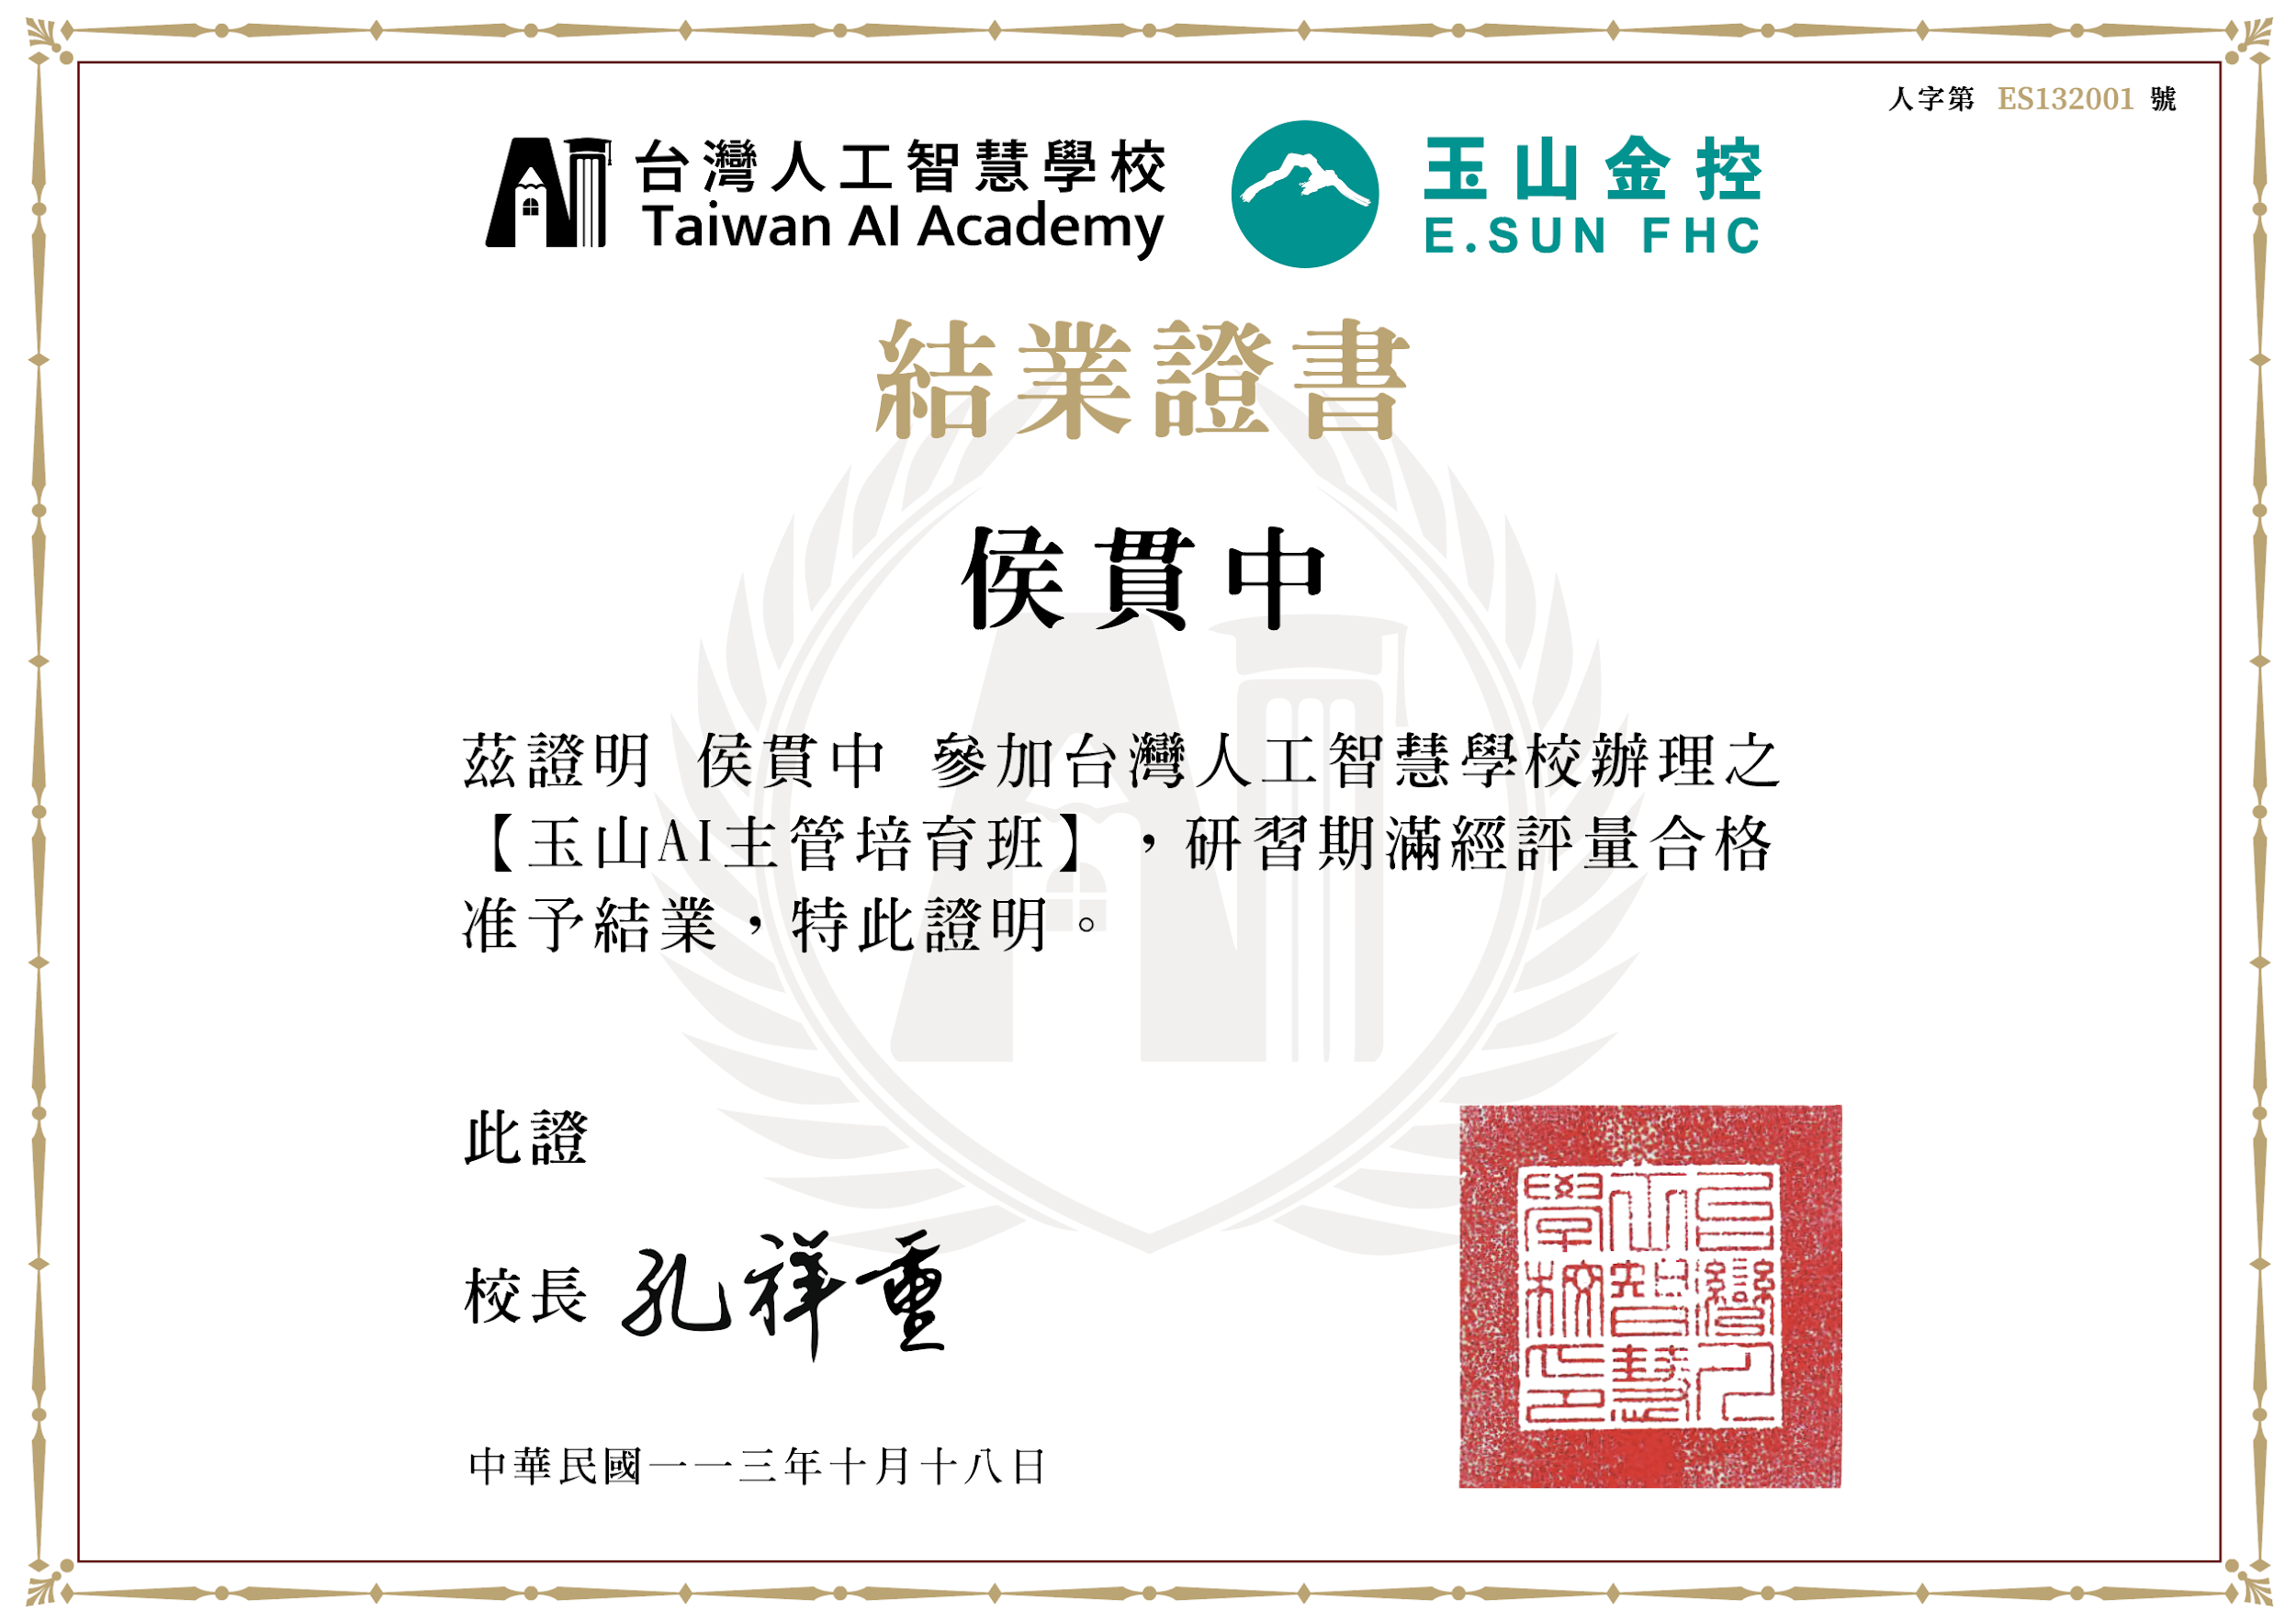 人字第 ES132001 號
台灣人工智慧學校
Taiwan AI Academy
玉山金控
E.SUN FHC
結業證書
侯貫中
茲證明 侯貫中 參加台灣人工智慧學校辦理之
【玉山AI主管培育班】，研習期滿經評量合格
准予結業，特此證明。
此證
校長 孔祥重
中華民國一一三年十月十八日
台灣人
工智慧
學校印